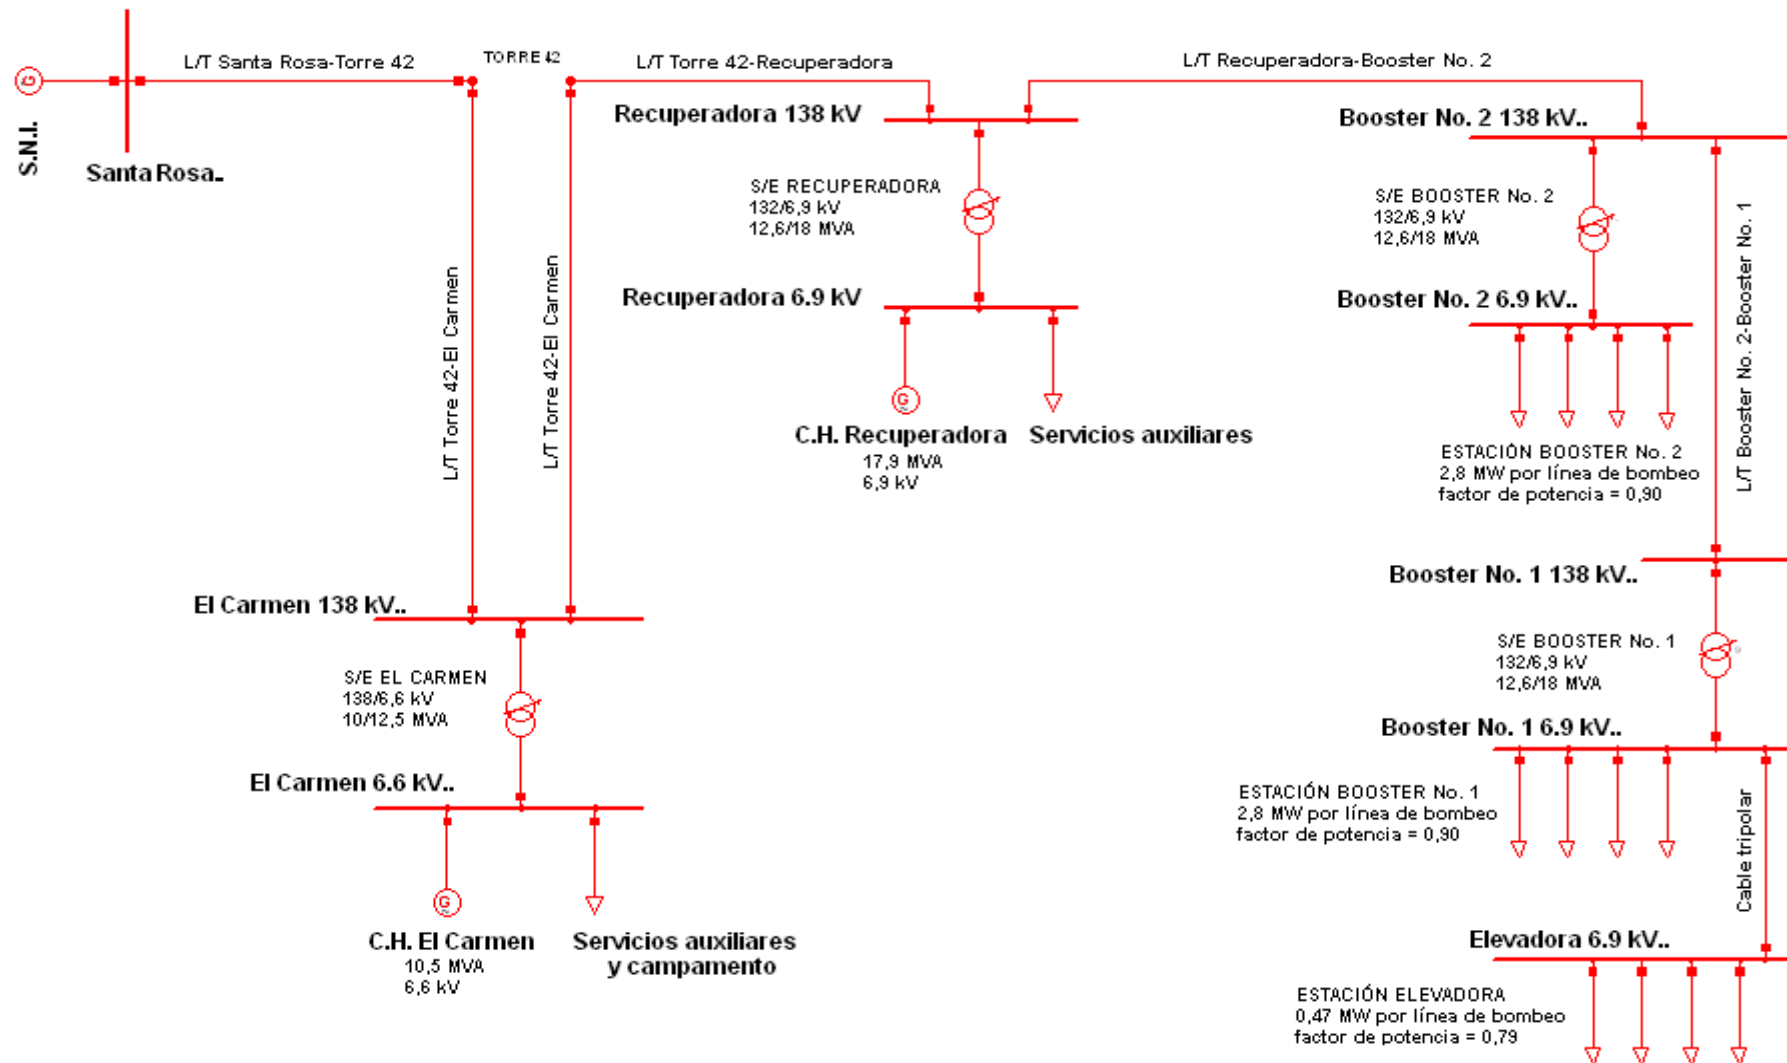 L/T Santa Rosa-Torre 42
TORRE 42
L/T Torre 42-Recuperadora
L/T Recuperadora-Booster No. 2
G
S.N.I.
Santa Rosa..
Recuperadora 138 kV
Booster No. 2 138 kV..
S/E RECUPERADORA
132/6,9 kV
12,6/18 MVA
S/E BOOSTER No. 2
132/6,9 kV
12,6/18 MVA
L/T Torre 42-El Carmen
L/T Torre 42-El Carmen
L/T Booster No. 2-Booster No. 1
Recuperadora 6.9 kV
Booster No. 2 6.9 kV..
G
C.H. Recuperadora
17,9 MVA
6,9 kV
Servicios auxiliares
ESTACIÓN BOOSTER No. 2
2,8 MW por línea de bombeo
factor de potencia = 0,90
Booster No. 1 138 kV..
El Carmen 138 kV..
S/E BOOSTER No. 1
132/6,9 kV
12,6/18 MVA
S/E EL CARMEN
138/6,6 kV
10/12,5 MVA
Booster No. 1 6.9 kV..
El Carmen 6.6 kV..
ESTACIÓN BOOSTER No. 1
2,8 MW por línea de bombeo
factor de potencia = 0,90
Cable tripolar
G
C.H. El Carmen
10,5 MVA
6,6 kV
Servicios auxiliares
y campamento
Elevadora 6.9 kV..
ESTACIÓN ELEVADORA
0,47 MW por línea de bombeo
factor de potencia = 0,79